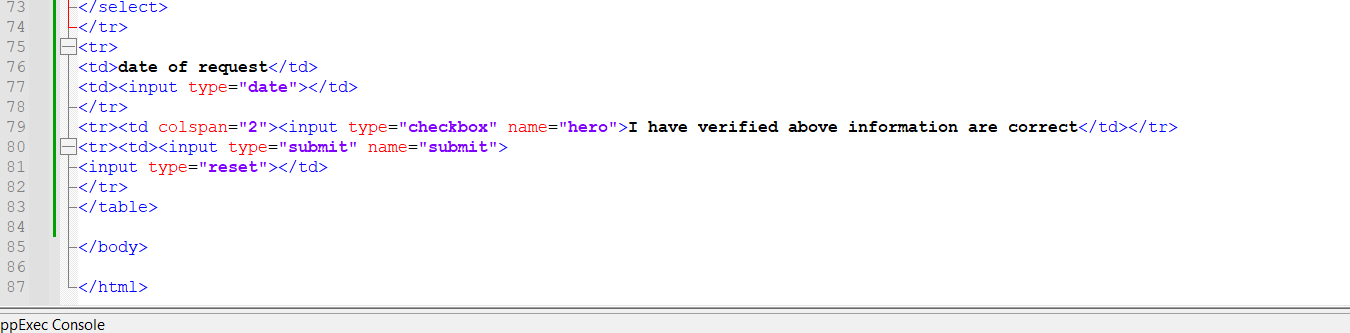 73 </select>
74 </tr>
75 <tr>
76 <td>date of request</td>
77 <td><input type="date"></td>
78 </tr>
79 <tr><td colspan="2"><input type="checkbox" name="hero">I have verified above information are correct</td></tr>
80 <tr><td><input type="submit" name="submit">
81 <input type="reset"></td>
82 </tr>
83 </table>
84
85 </body>
86
87 </html>
ppExec Console